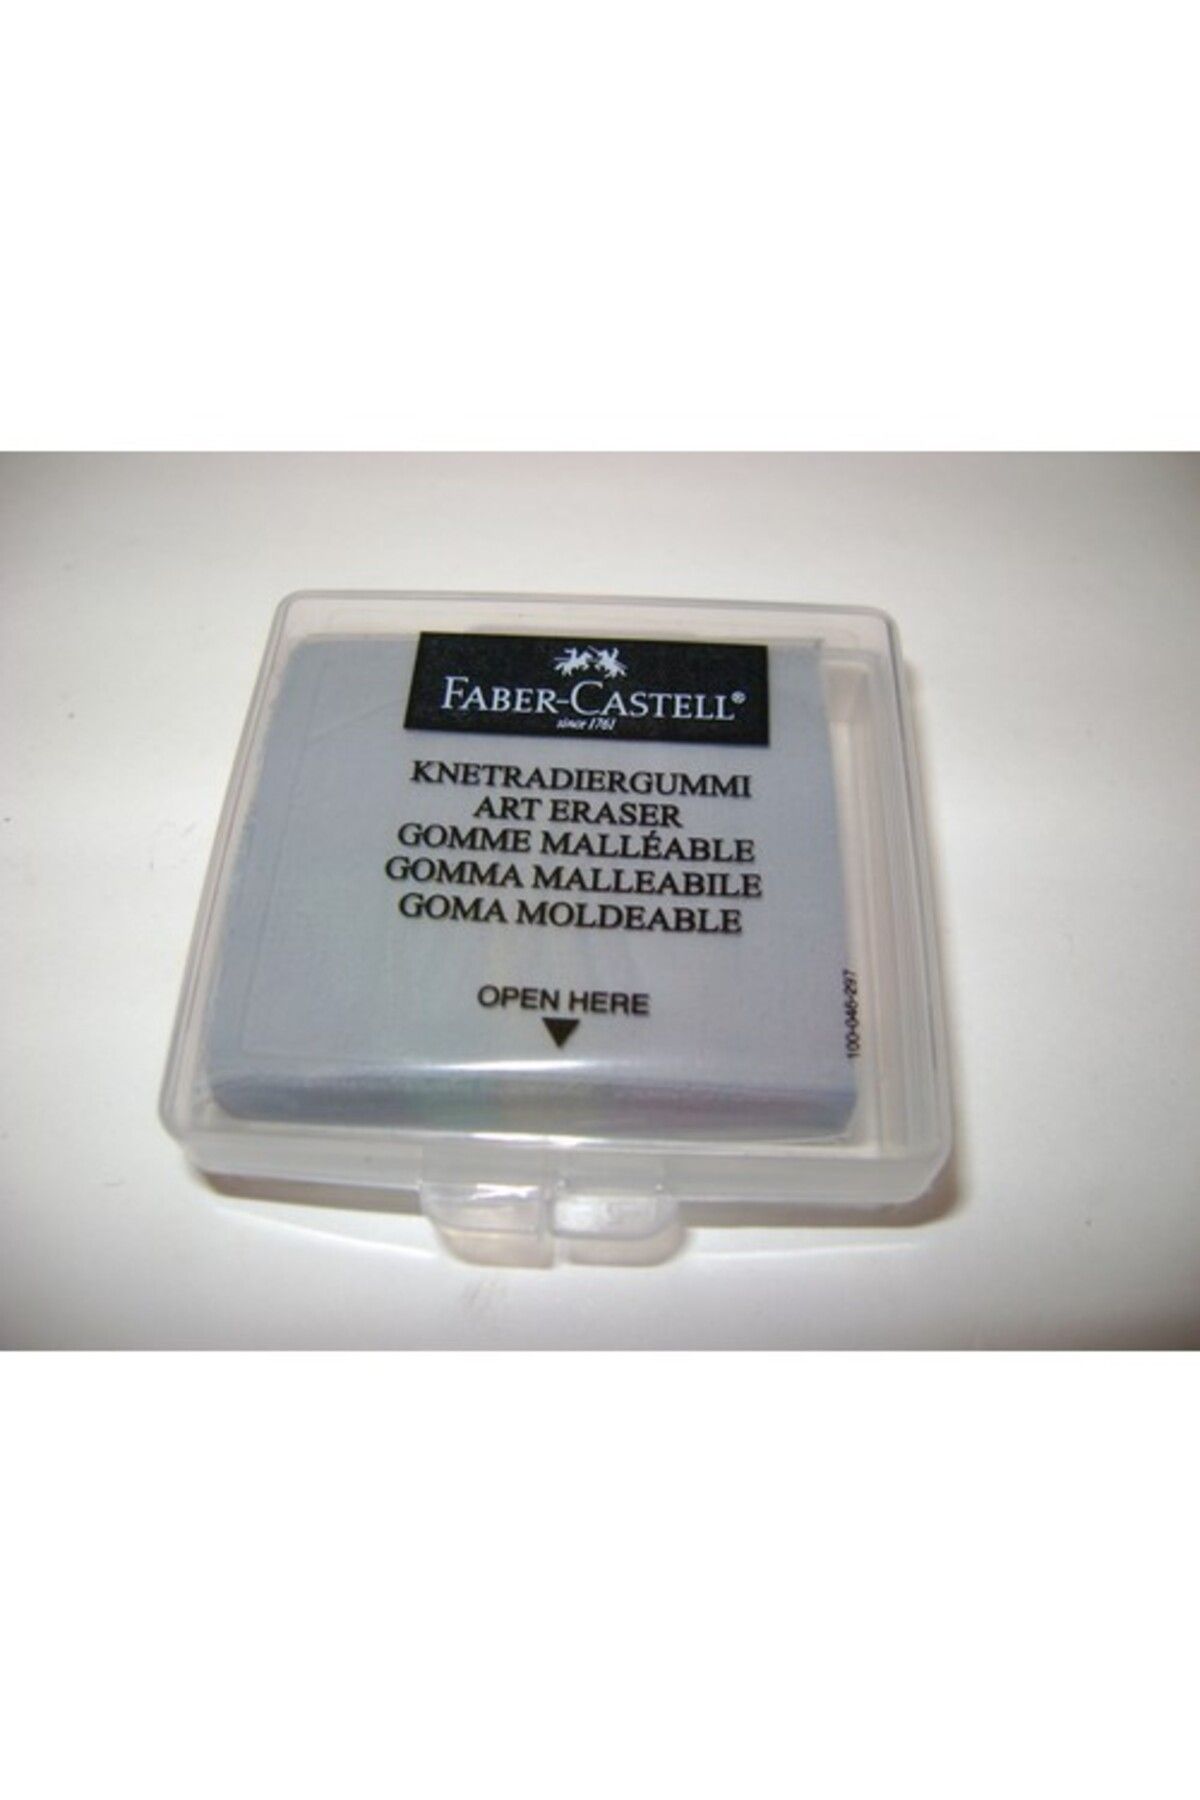 FABER-CASTELL®
since 1761
KNETRADIERGUMMI
ART ERASER
GOMME MALLÉABLE
GOMMA MALLEABILE
GOMA MOLDEABLE
OPEN HERE
100-046-297